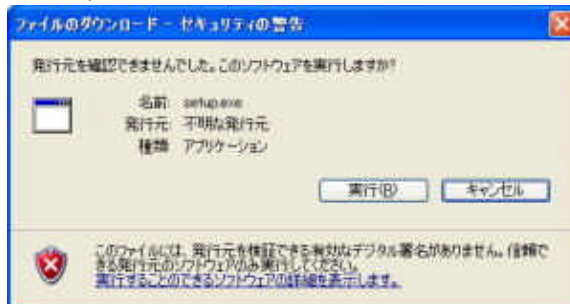 ファイルのダウンロード - セキュリティの警告
発行元を確認できませんでした。このソフトウェアを実行しますか?
名前: setup.exe
発行元: 不明な発行元
種類: アプリケーション
実行(R)
キャンセル
このファイルには、発行元を検証できる有効なデジタル署名がありません。信頼で
きる発行元のソフトウェアのみ実行してください。
実行することのできるソフトウェアの詳細を表示します。